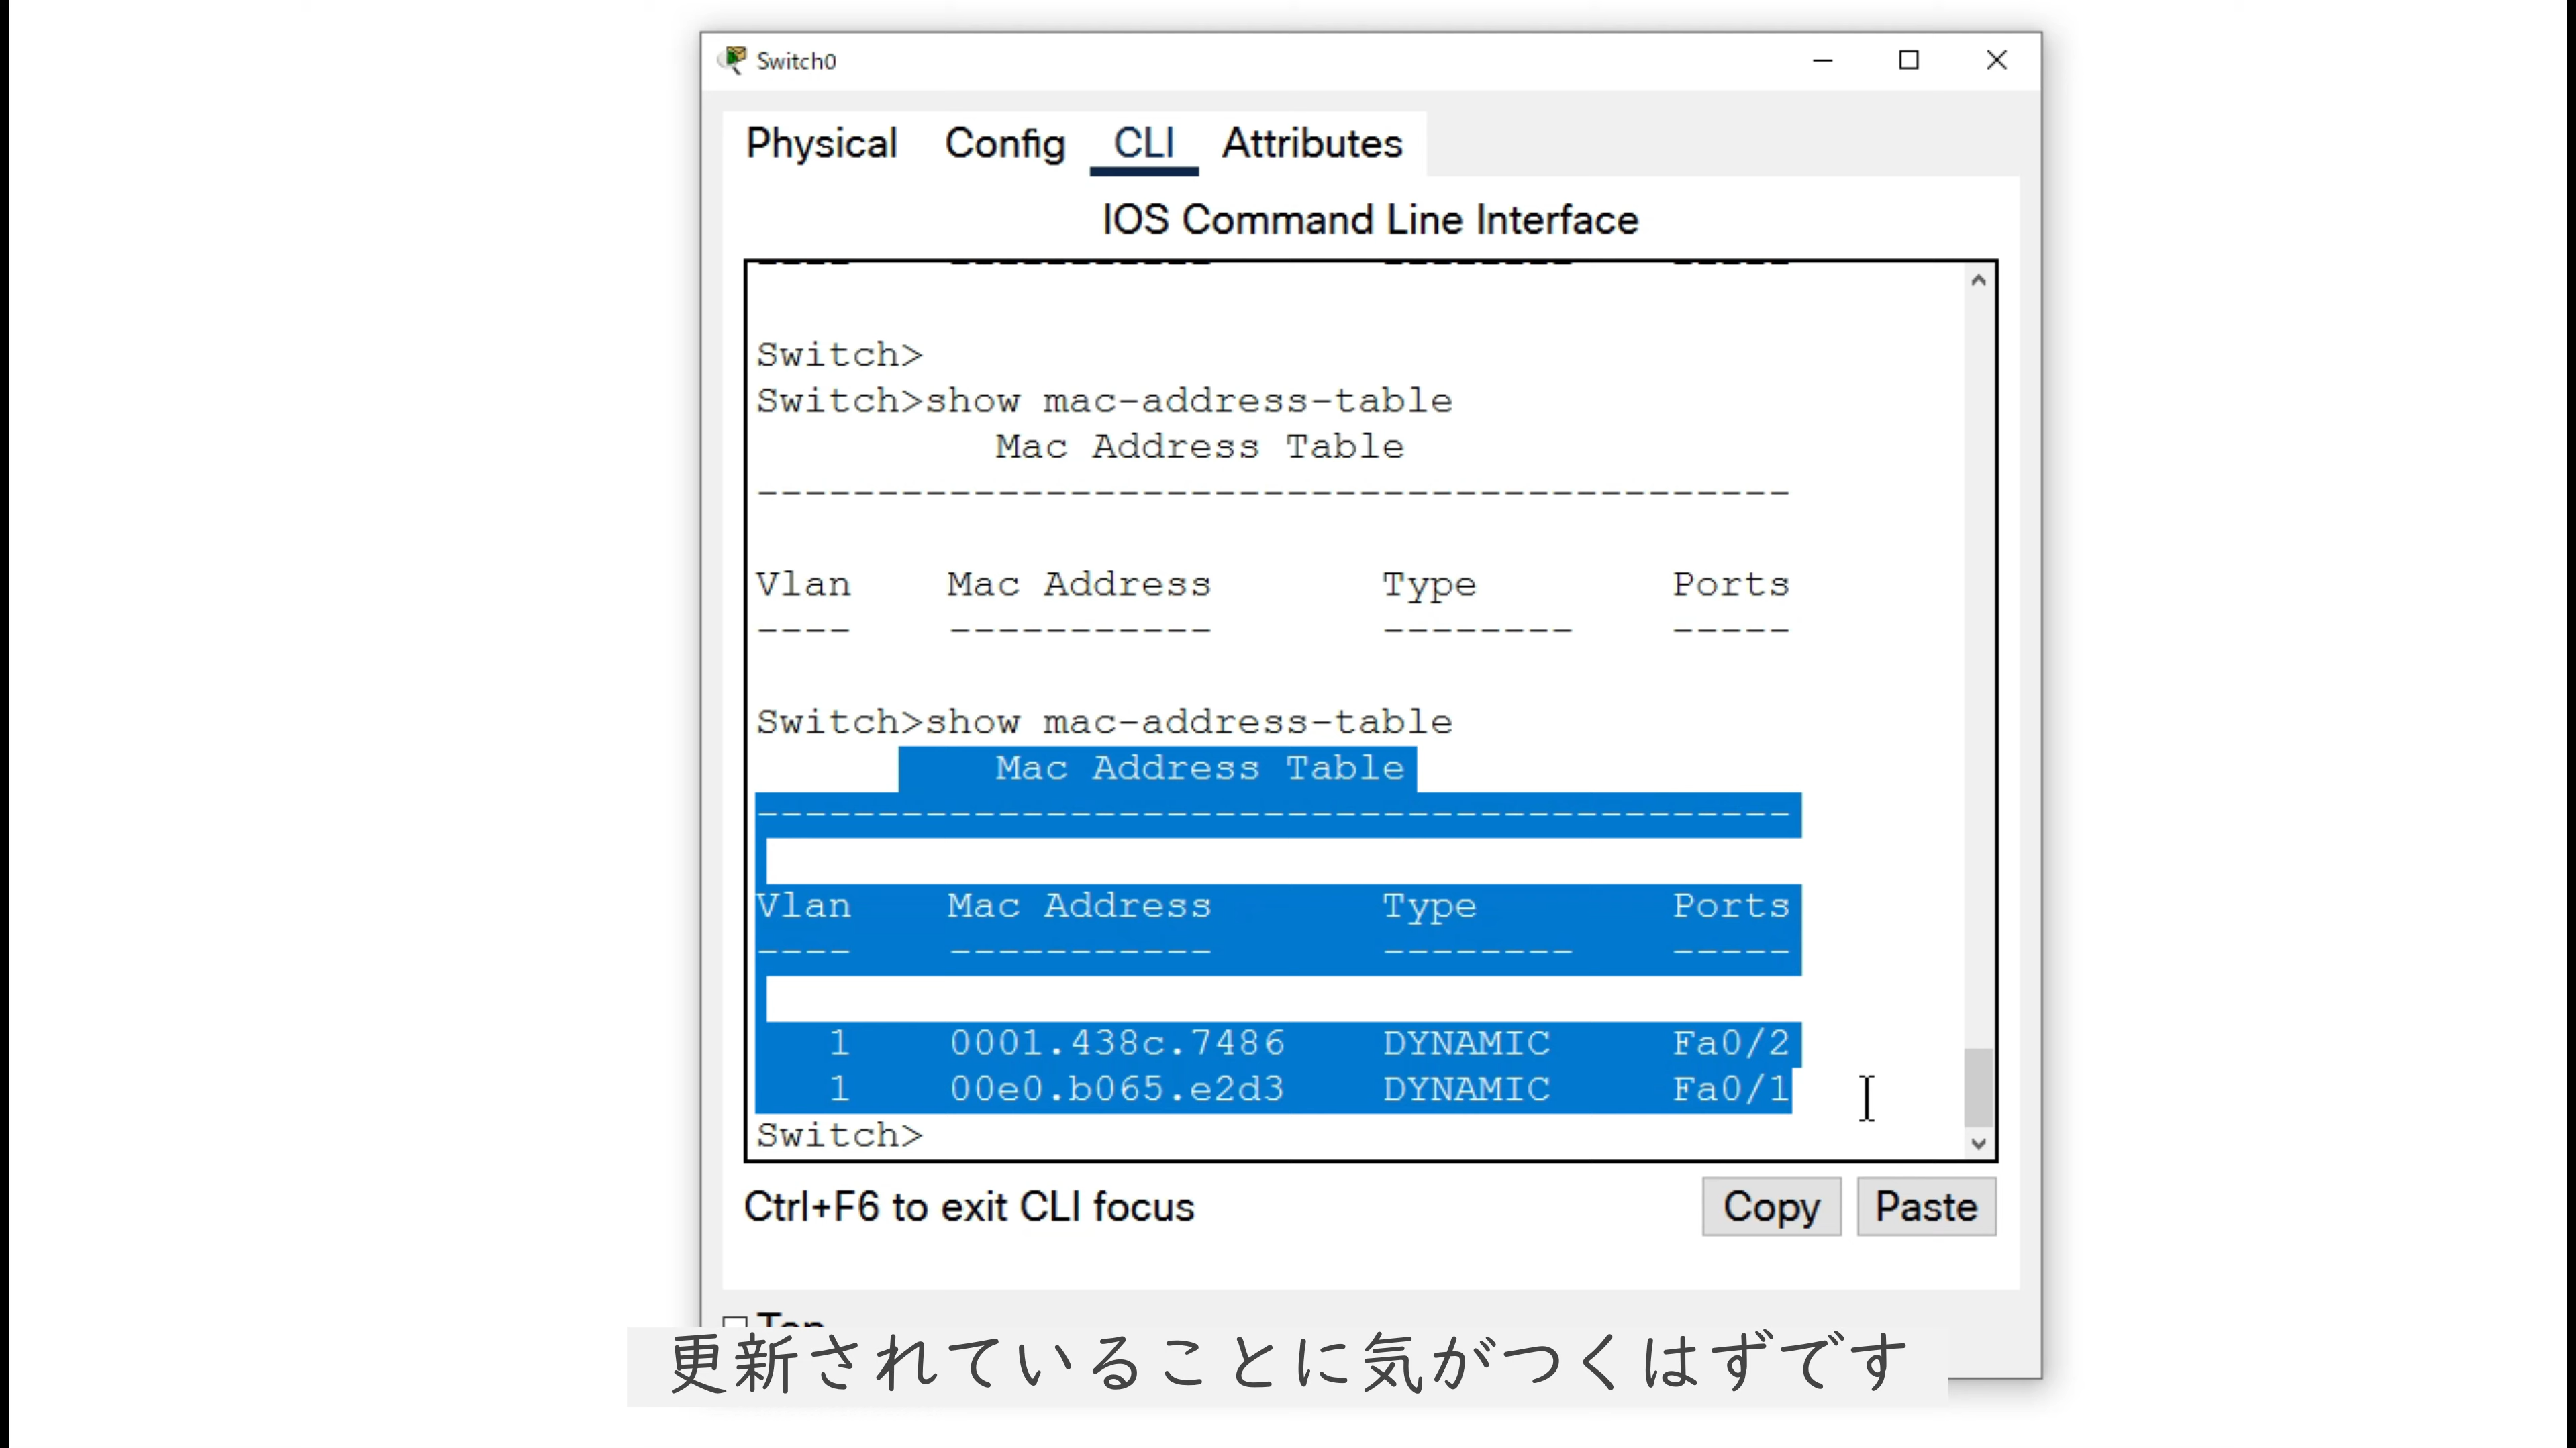 Switch0
Physical Config CLI Attributes
IOS Command Line Interface
---- ----------- -------- -----
Switch>
Switch>show mac-address-table
Mac Address Table
-------------------------------------------
Vlan Mac Address Type Ports
---- ----------- -------- -----
Switch>show mac-address-table
Mac Address Table
-------------------------------------------
Vlan Mac Address Type Ports
---- ----------- -------- -----
1 0001.438c.7486 DYNAMIC Fa0/2
1 00e0.b065.e2d3 DYNAMIC Fa0/1
Switch>
Ctrl+F6 to exit CLI focus
Copy Paste
Top
更新されていることに気がつくはずです